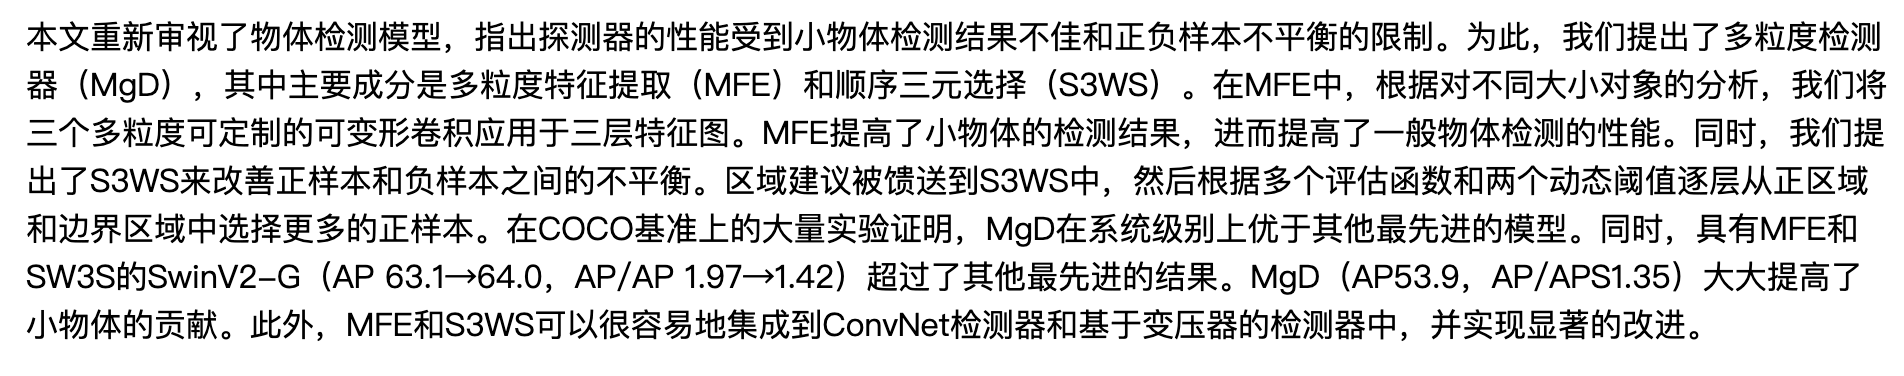 本文重新审视了物体检测模型，指出探测器的性能受到小物体检测结果不佳和正负样本不平衡的限制。为此，我们提出了多粒度检测
器（MgD），其中主要成分是多粒度特征提取（MFE）和顺序三元选择（S3WS）。在MFE中，根据对不同大小对象的分析，我们将
三个多粒度可定制的可变形卷积应用于三层特征图。MFE提高了小物体的检测结果，进而提高了一般物体检测的性能。同时，我们提
出了S3WS来改善正样本和负样本之间的不平衡。区域建议被馈送到S3WS中，然后根据多个评估函数和两个动态阈值逐层从正区域
和边界区域中选择更多的正样本。在COCO基准上的大量实验证明，MgD在系统级别上优于其他最先进的模型。同时，具有MFE和
SW3S的SwinV2-G（AP 63.1→64.0，AP/AP 1.97→1.42）超过了其他最先进的结果。MgD（AP53.9，AP/APS1.35）大大提高了
小物体的贡献。此外，MFE和S3WS可以很容易地集成到ConvNet检测器和基于变压器的检测器中，并实现显著的改进。